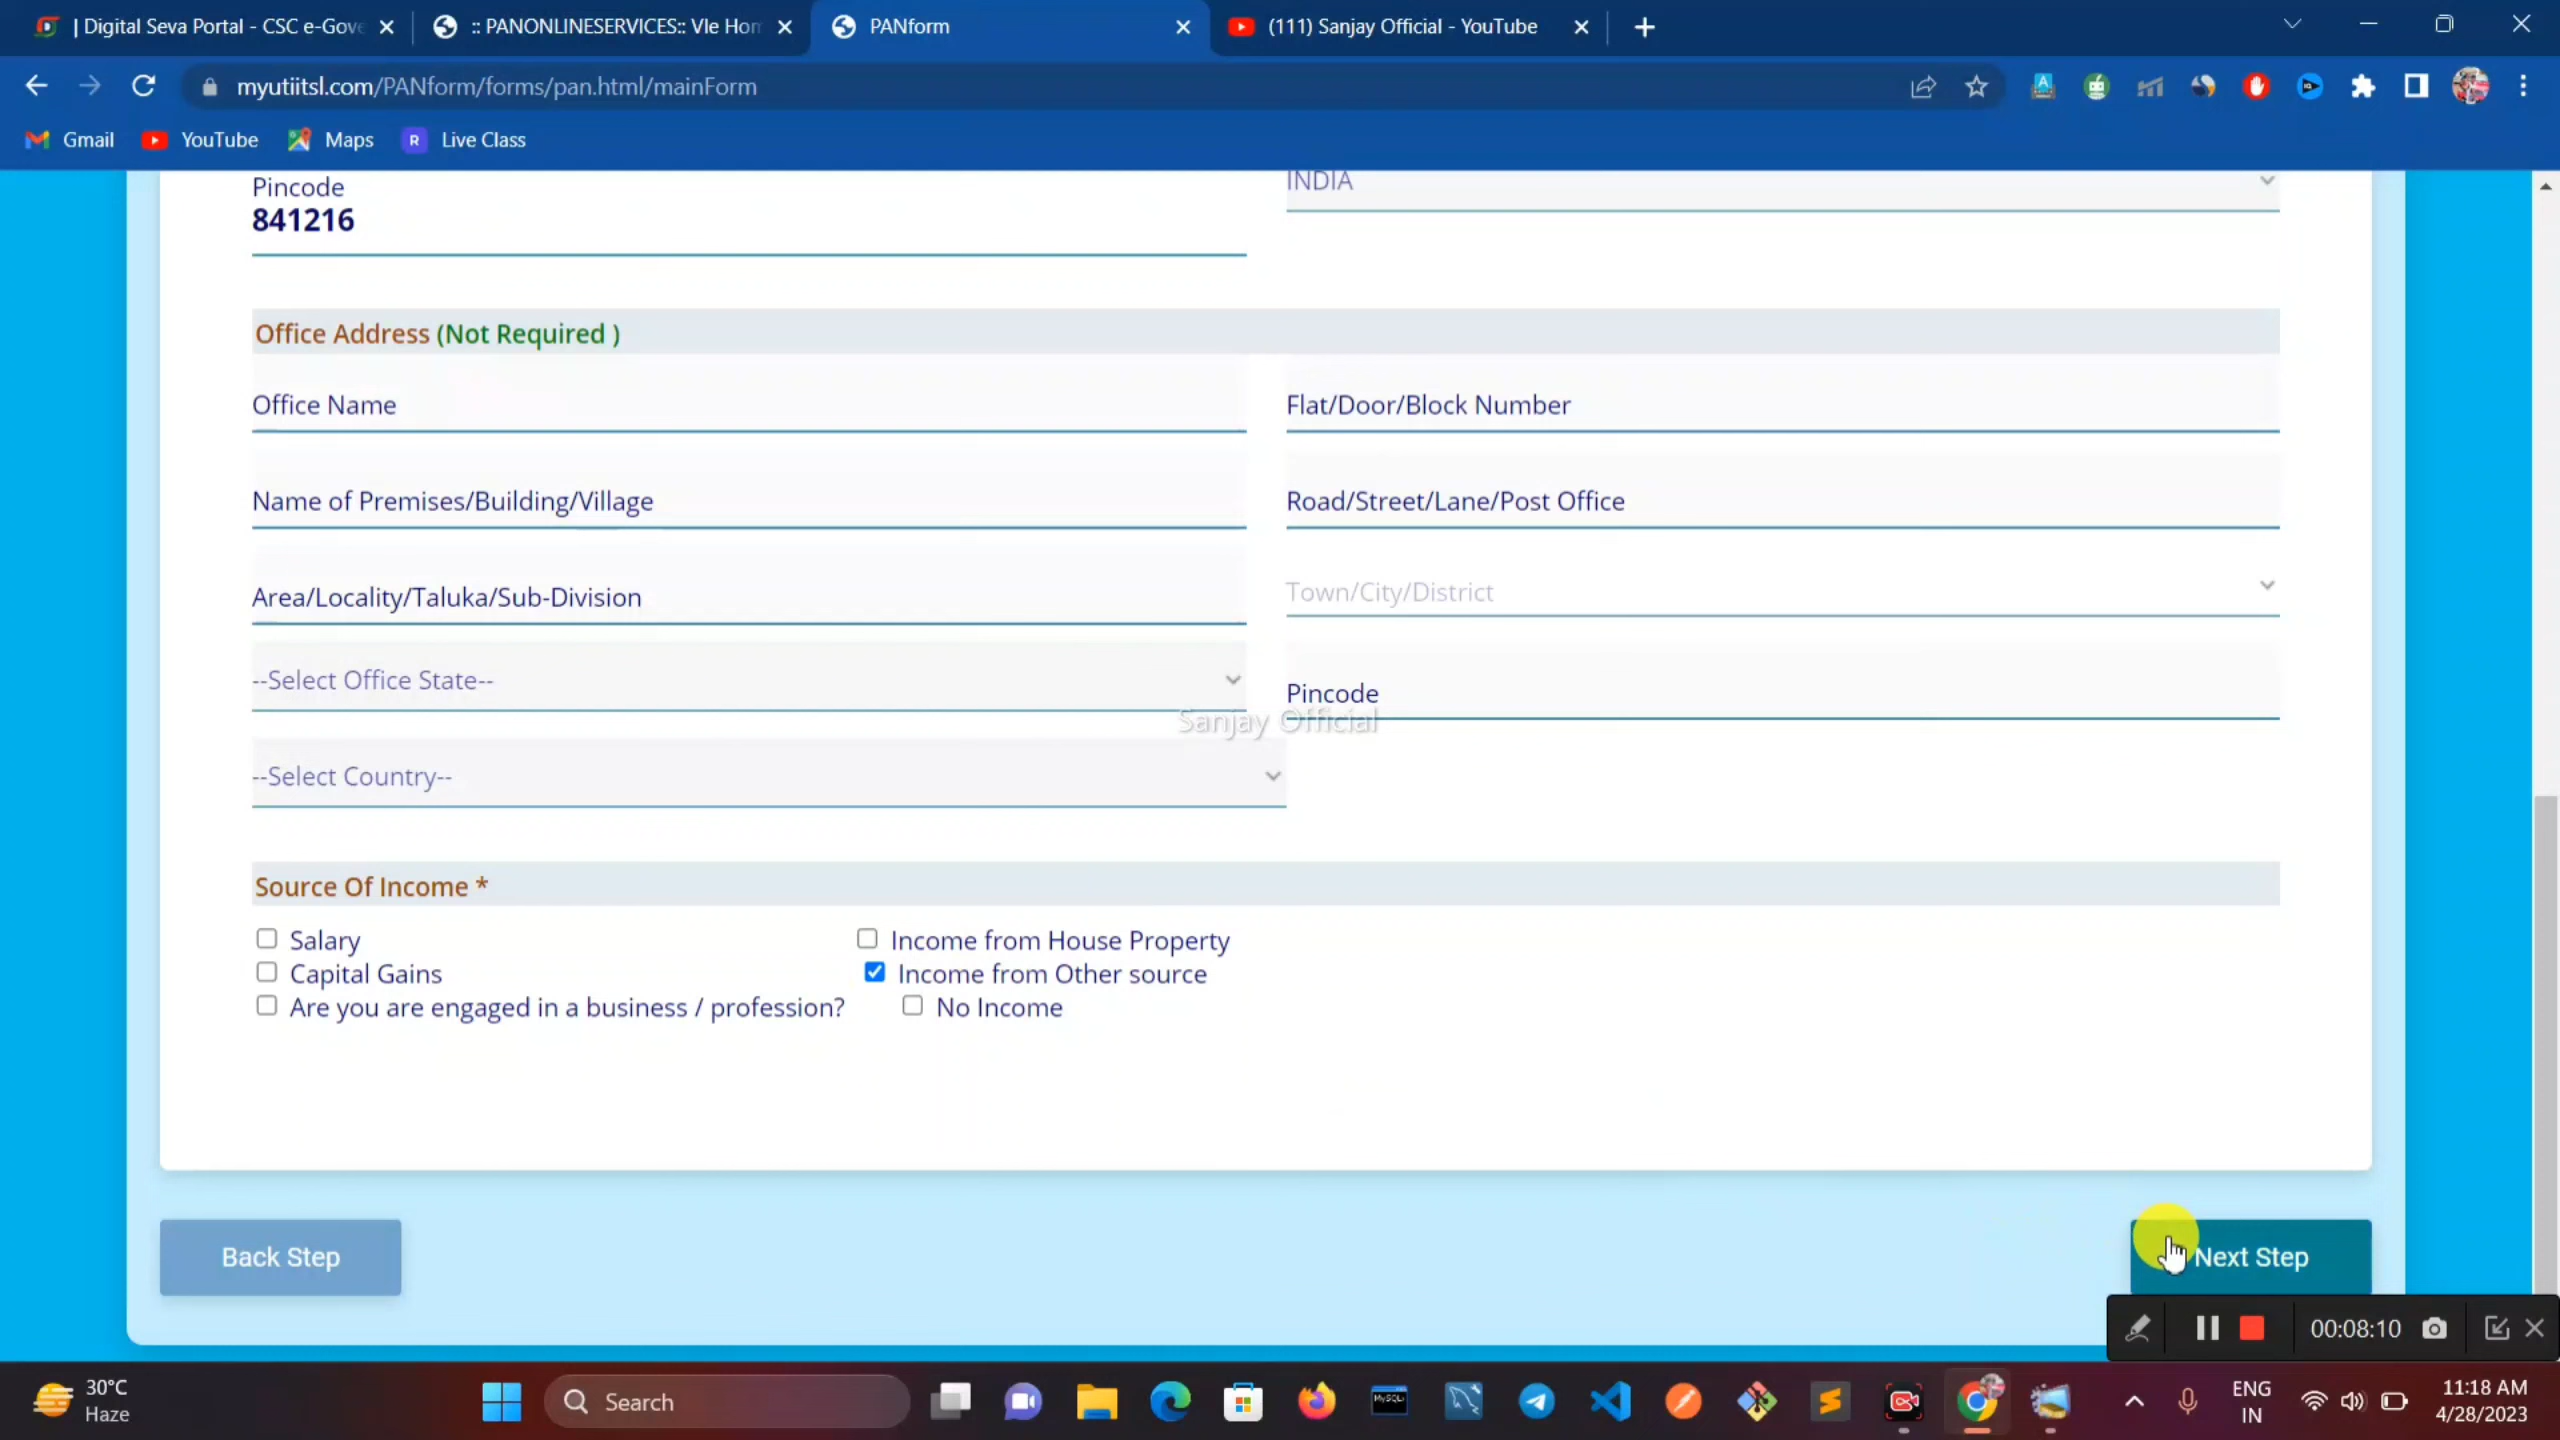 | Digital Seva Portal - CSC e-Gove
:: PANONLINESERVICES:: Vle Hom
PANform
(111) Sanjay Official - YouTube
myutiitsl.com/PANform/forms/pan.html/mainForm
Gmail
YouTube
Maps
R Live Class
Pincode
841216
INDIA
Office Address (Not Required )
Office Name
Flat/Door/Block Number
Name of Premises/Building/Village
Road/Street/Lane/Post Office
Area/Locality/Taluka/Sub-Division
Town/City/District
--Select Office State--
Pincode
Sanjay Official
--Select Country--
Source Of Income *
Salary
Income from House Property
Capital Gains
Income from Other source
Are you are engaged in a business / profession?
No Income
Back Step
Next Step
00:08:10
30°C
Haze
Search
MySQL
ENG
IN
11:18 AM
4/28/2023